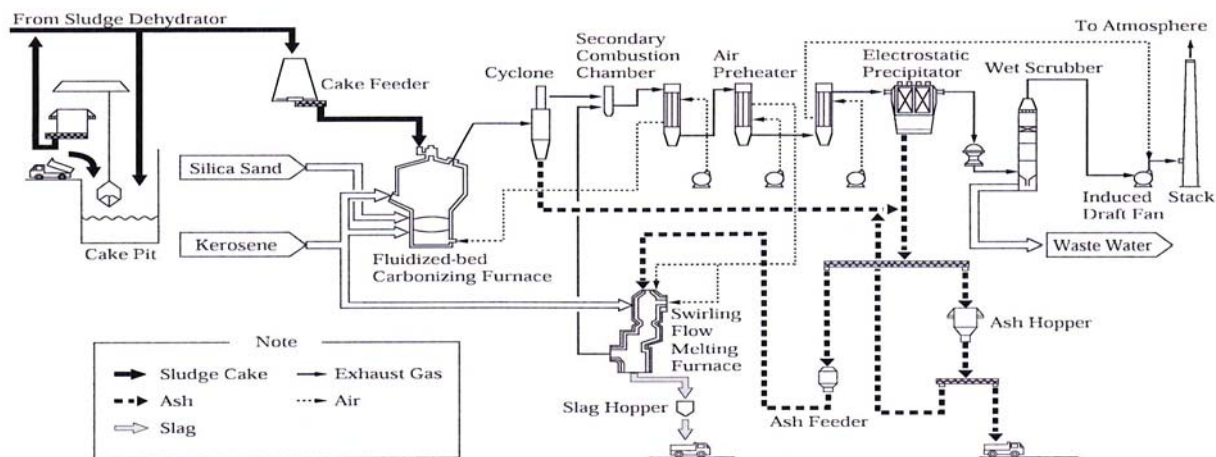 From Sludge Dehydrator
To Atmosphere
Secondary
Combustion
Chamber
Air
Preheater
Electrostatic
Precipitator
Wet Scrubber
Cyclone
Cake Feeder
Silica Sand
Kerosene
Cake Pit
Fluidized-bed
Carbonizing Furnace
Induced
Draft Fan
Stack
Waste Water
Swirling
Flow
Melting
Furnace
Ash Hopper
Slag Hopper
Ash Feeder
Note
Sludge Cake
Exhaust Gas
Ash
Air
Slag